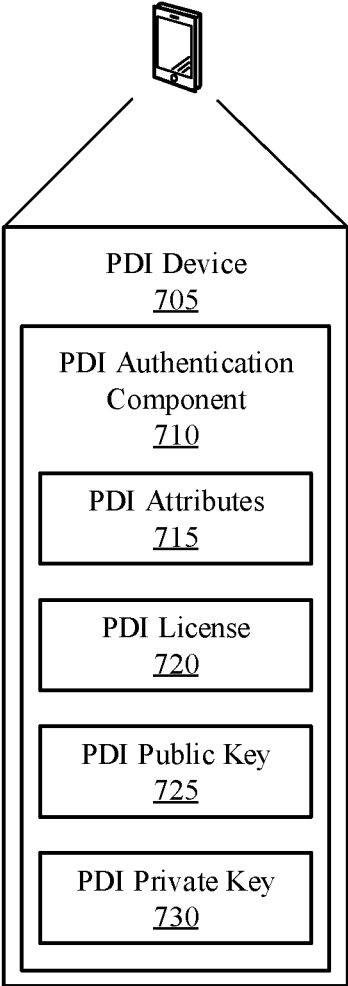 PDI Device
705
PDI Authentication
Component
710
PDI Attributes
715
PDI License
720
PDI Public Key
725
PDI Private Key
730